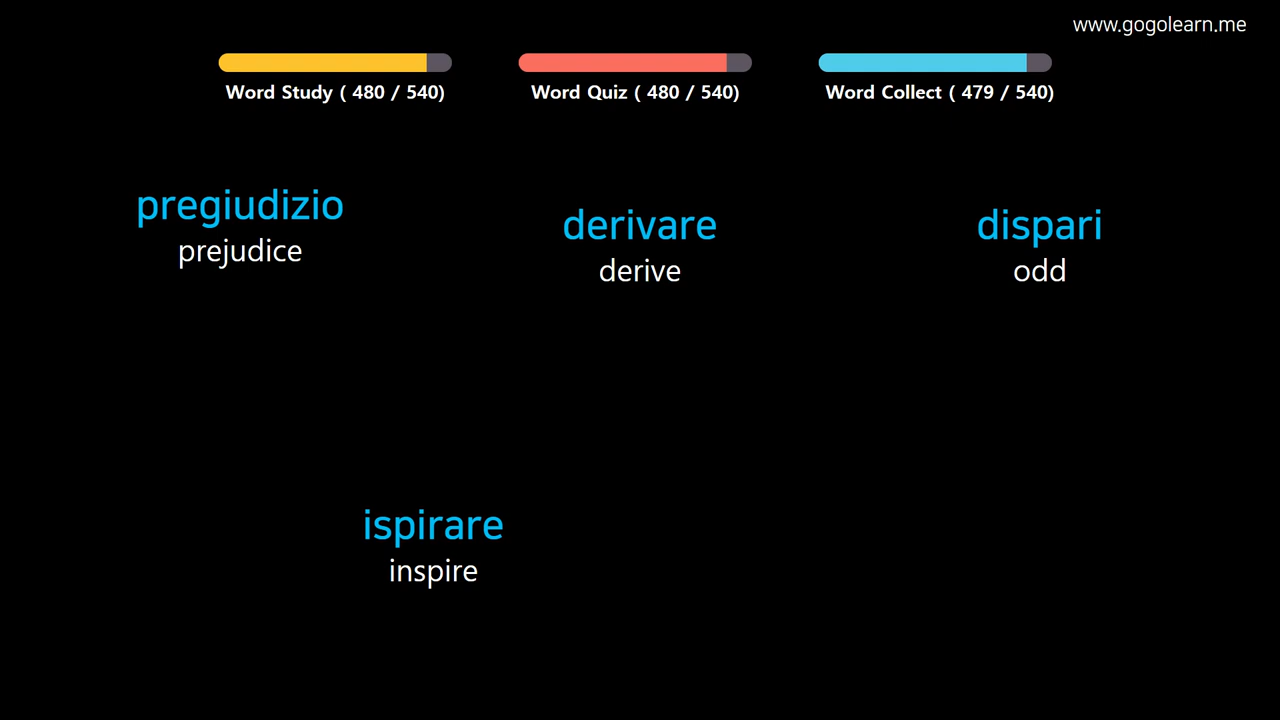 www.gogolearn.me
Word Study ( 480 / 540)
Word Quiz ( 480 / 540)
Word Collect ( 479 / 540)
pregiudizio
prejudice
derivare
derive
dispari
odd
ispirare
inspire